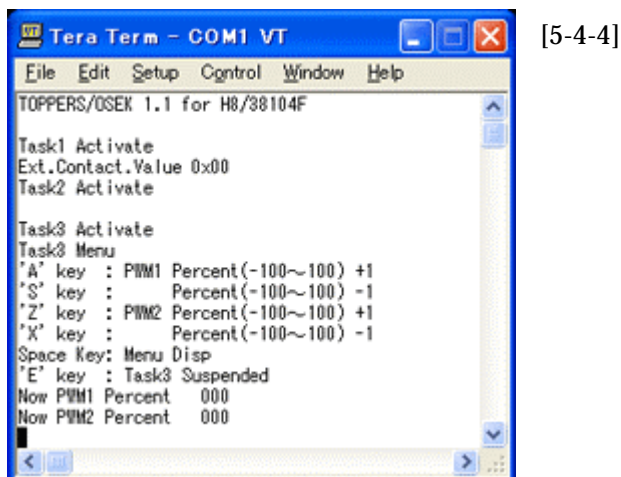 Tera Term - COM1 VT
[5-4-4]
File Edit Setup Control Window Help
TOPPERS/OSEK 1.1 for H8/38104F
Task1 Activate
Ext.Contact.Value 0x00
Task2 Activate
Task3 Activate
Task3 Menu
'A' key : PWM1 Percent(-100～100) +1
'S' key : Percent(-100～100) -1
'Z' key : PWM2 Percent(-100～100) +1
'X' key : Percent(-100～100) -1
Space Key: Menu Disp
'E' key : Task3 Suspended
Now PWM1 Percent 000
Now PWM2 Percent 000